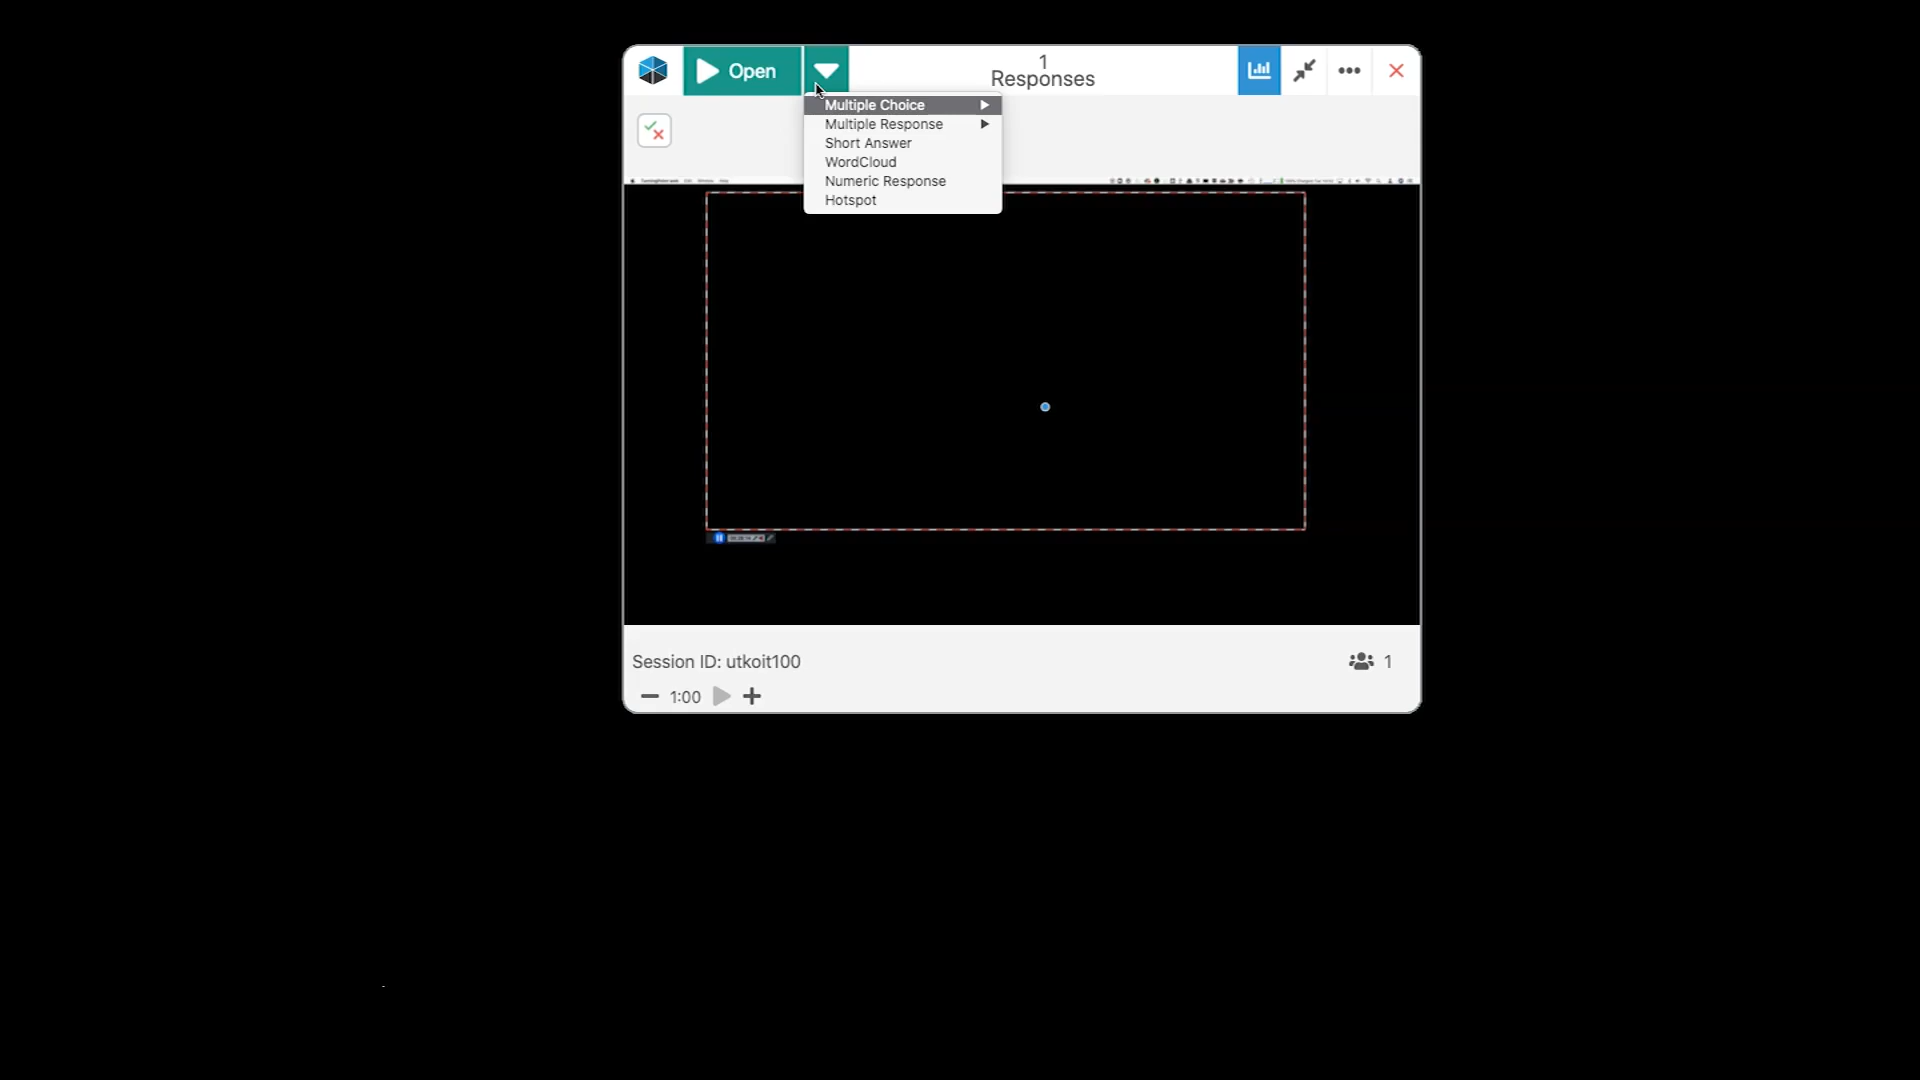 Open
1
Responses
Multiple Choice
Multiple Response
Short Answer
WordCloud
Numeric Response
Hotspot
Session ID: utkoit100
1
1:00